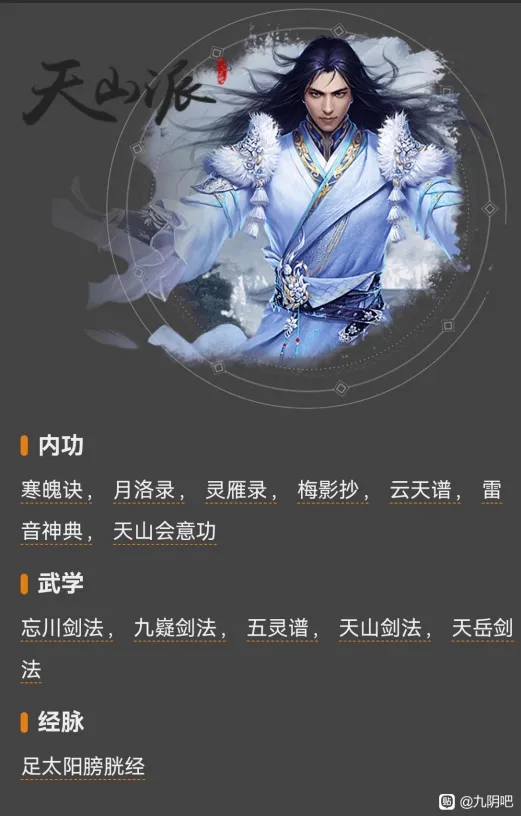 天山派
内功
寒魄诀， 月洛录， 灵雁录， 梅影抄， 云天谱， 雷
音神典， 天山会意功
武学
忘川剑法， 九嶷剑法， 五灵谱， 天山剑法， 天岳剑
法
经脉
足太阳膀胱经
贴 @九阴吧